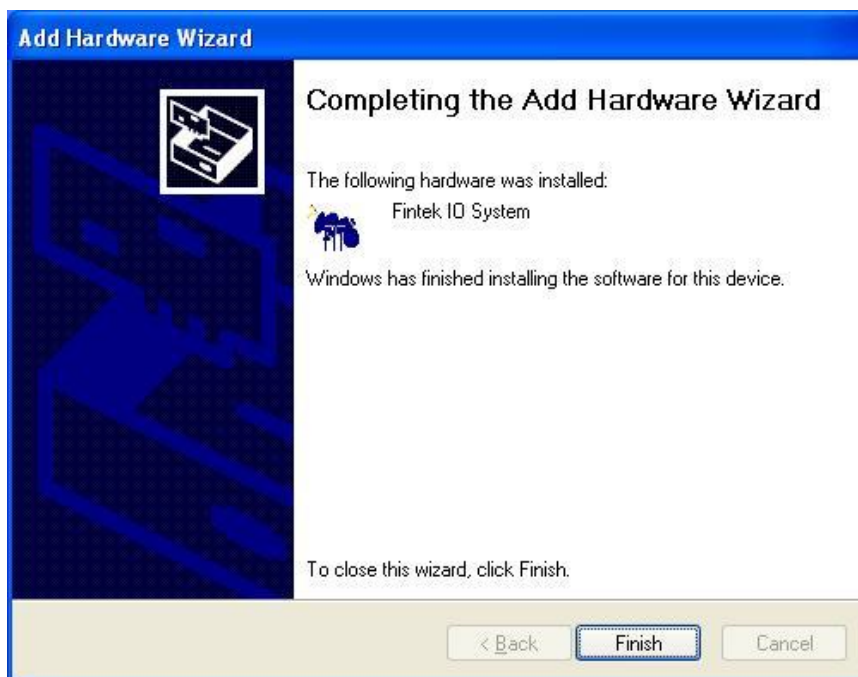 Add Hardware Wizard
Completing the Add Hardware Wizard
The following hardware was installed:
Fintek IO System
Windows has finished installing the software for this device.
To close this wizard, click Finish.
< Back Finish Cancel